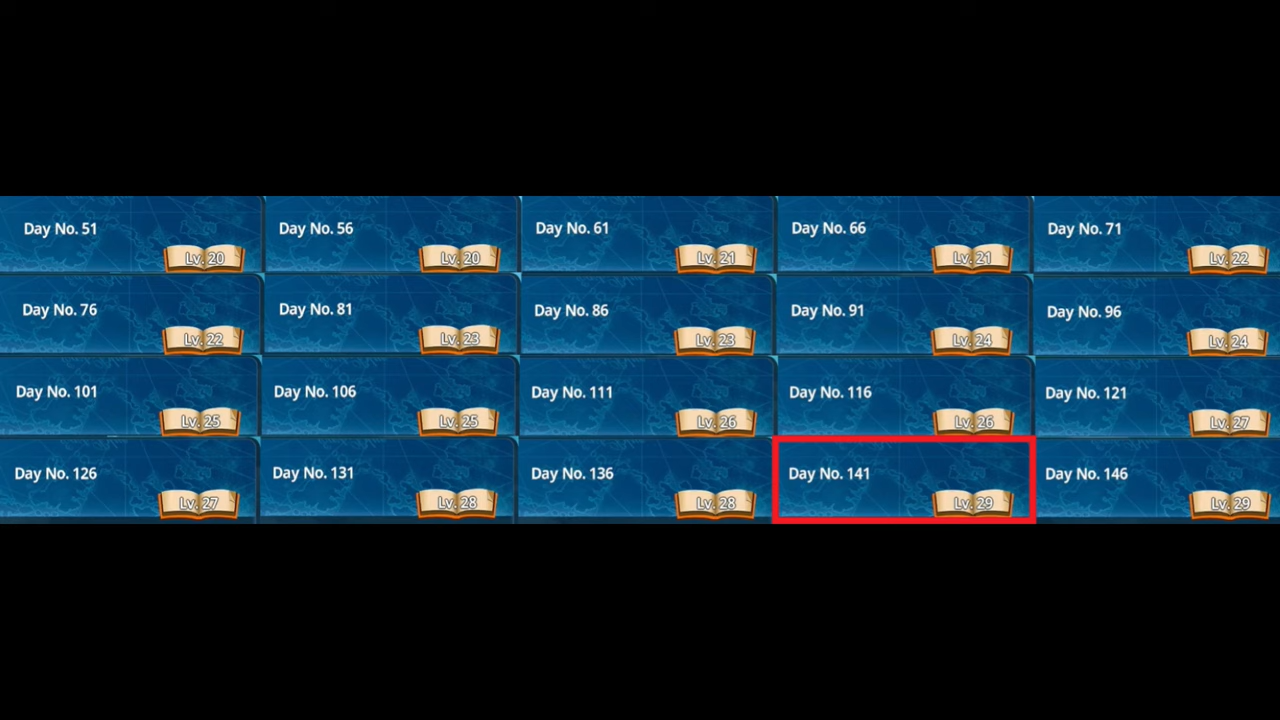 Day No. 51
Lv. 20
Day No. 56
Lv. 20
Day No. 61
Lv. 21
Day No. 66
Lv. 21
Day No. 71
Lv. 22
Day No. 76
Lv. 22
Day No. 81
Lv. 23
Day No. 86
Lv. 23
Day No. 91
Lv. 24
Day No. 96
Lv. 24
Day No. 101
Lv. 25
Day No. 106
Lv. 25
Day No. 111
Lv. 26
Day No. 116
Lv. 26
Day No. 121
Lv. 27
Day No. 126
Lv. 27
Day No. 131
Lv. 28
Day No. 136
Lv. 28
Day No. 141
Lv. 29
Day No. 146
Lv. 29